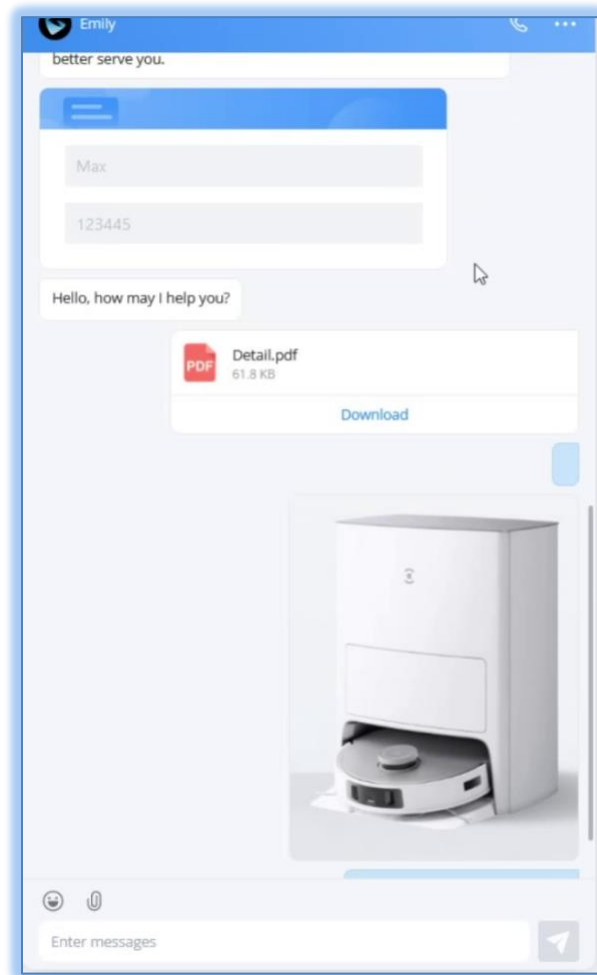 Emily
better serve you.
Max
123445
Hello, how may I help you?
PDF
Detail.pdf
61.8 KB
Download
Enter messages